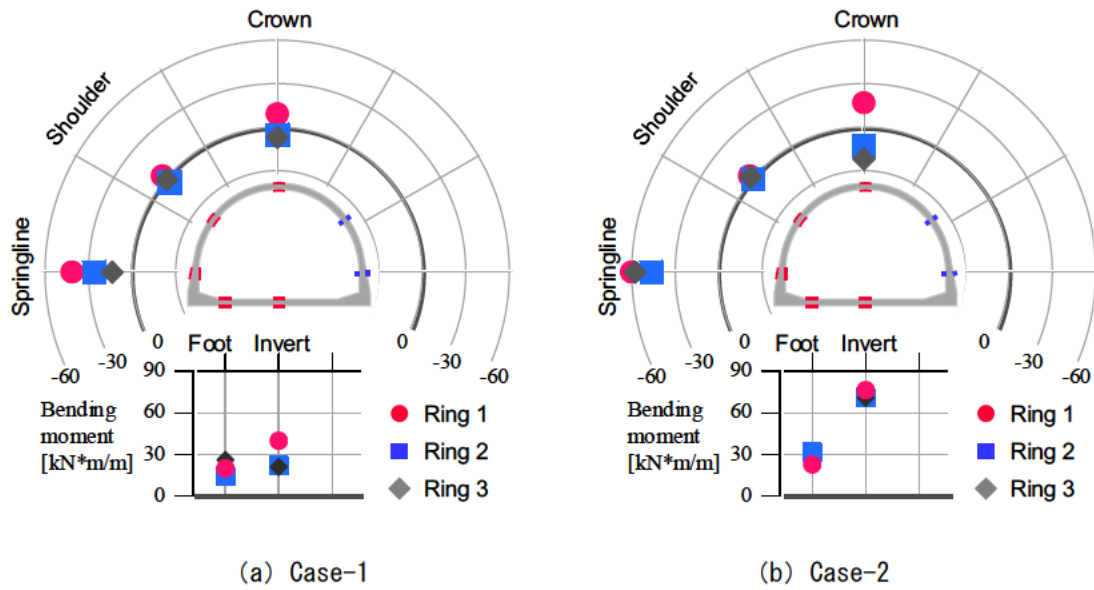 Crown
Shoulder
Springline
0
-30
-60
0
-30
-60
Foot Invert
90
60
30
0
Bending
moment
[kN*m/m]
Ring 1
Ring 2
Ring 3
(a) Case-1
Crown
Shoulder
Springline
0
-30
-60
0
-30
-60
Foot Invert
90
60
30
0
Bending
moment
[kN*m/m]
Ring 1
Ring 2
Ring 3
(b) Case-2